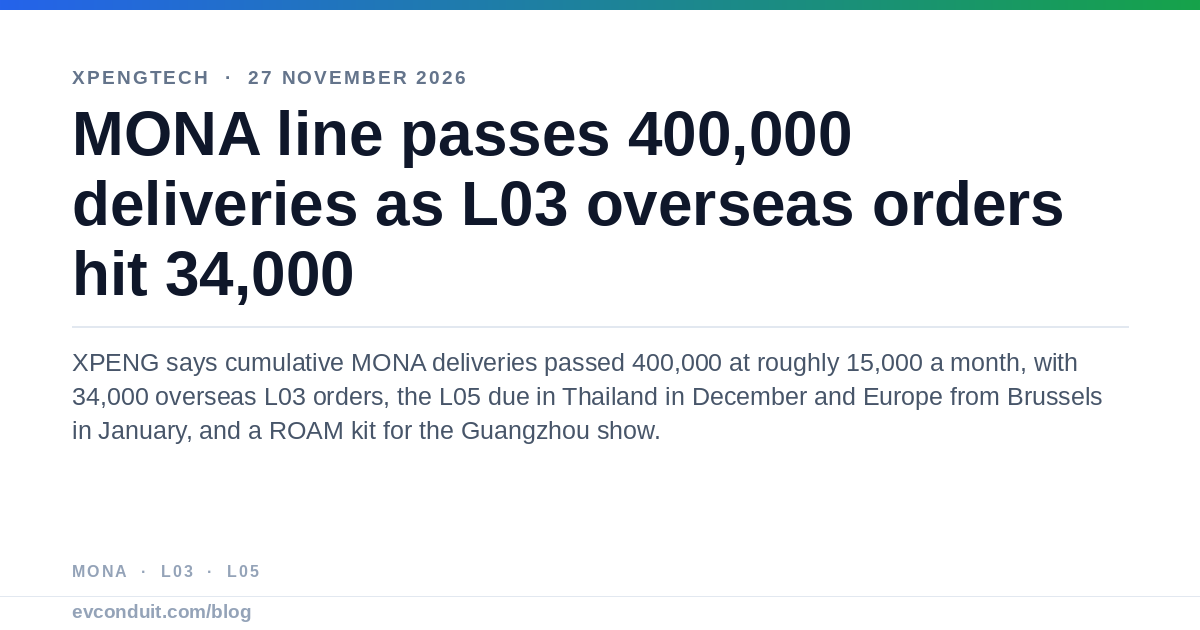 XPENGTECH · 27 NOVEMBER 2026
MONA line passes 400,000
deliveries as L03 overseas orders
hit 34,000
XPENG says cumulative MONA deliveries passed 400,000 at roughly 15,000 a month, with
34,000 overseas L03 orders, the L05 due in Thailand in December and Europe from Brussels
in January, and a ROAM kit for the Guangzhou show.
MONA · L03 · L05
evconduit.com/blog